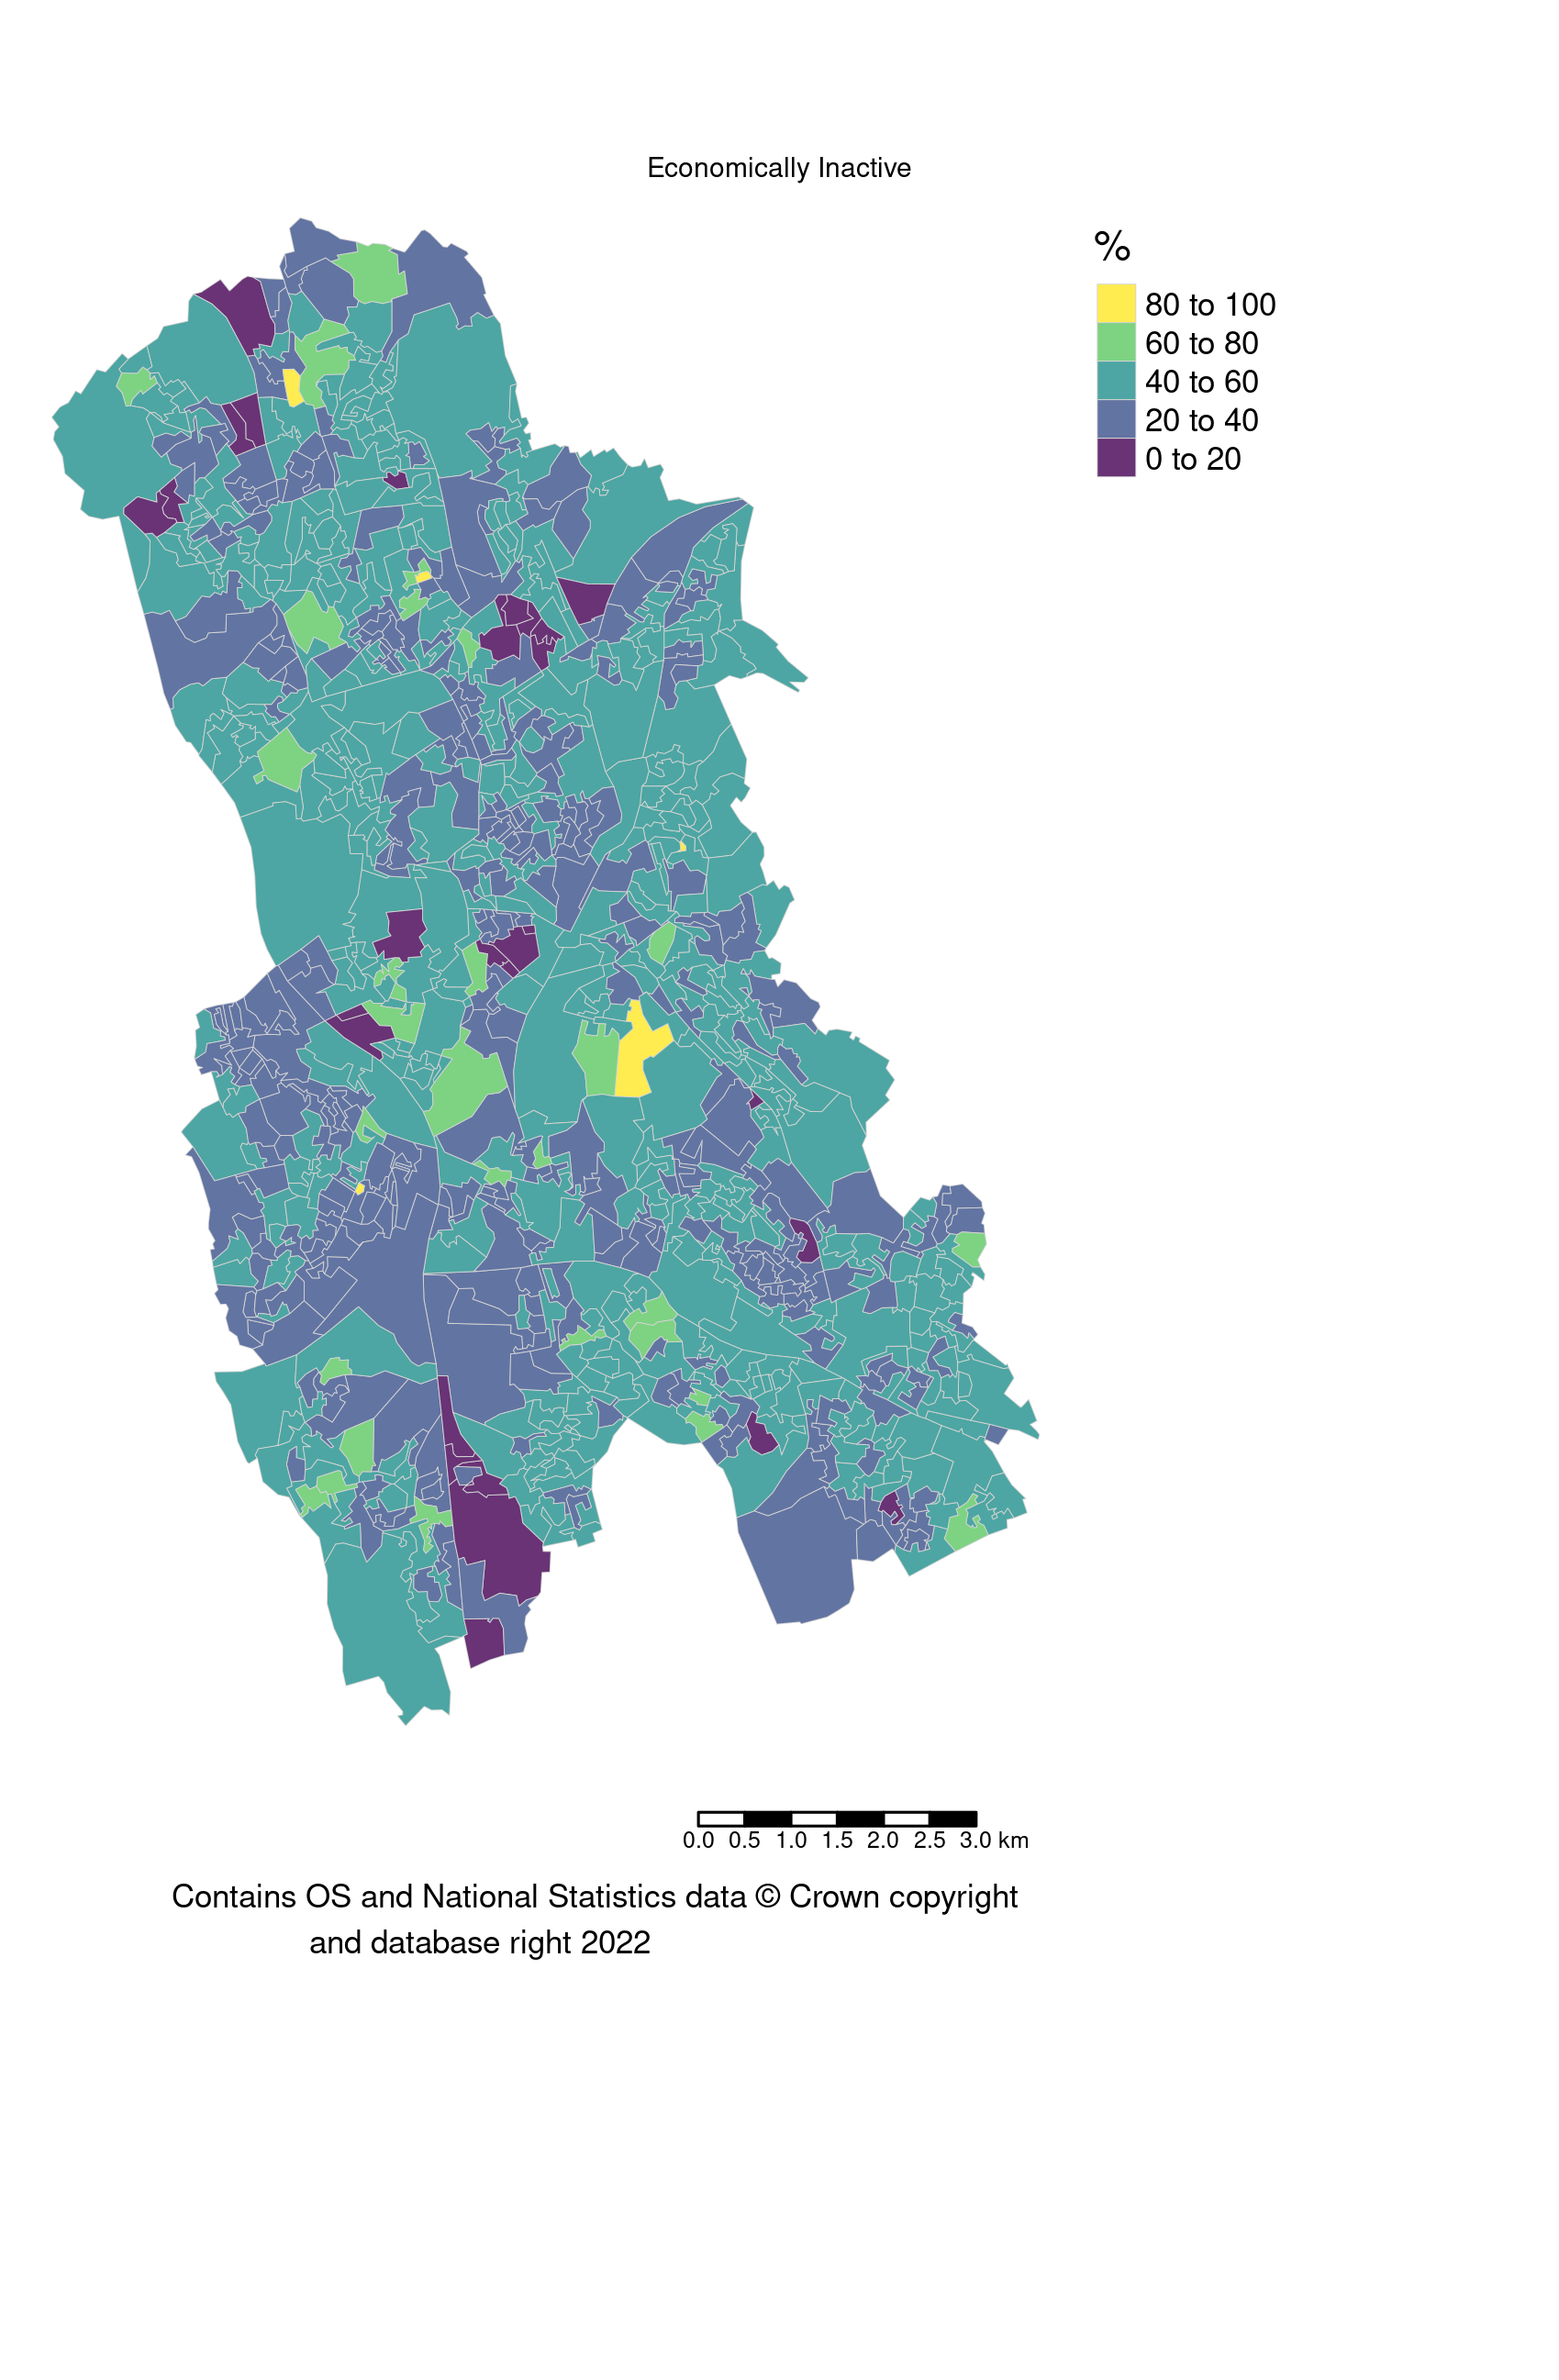 Economically Inactive
%
80 to 100
60 to 80
40 to 60
20 to 40
0 to 20
0.0 0.5 1.0 1.5 2.0 2.5 3.0 km
Contains OS and National Statistics data © Crown copyright
and database right 2022